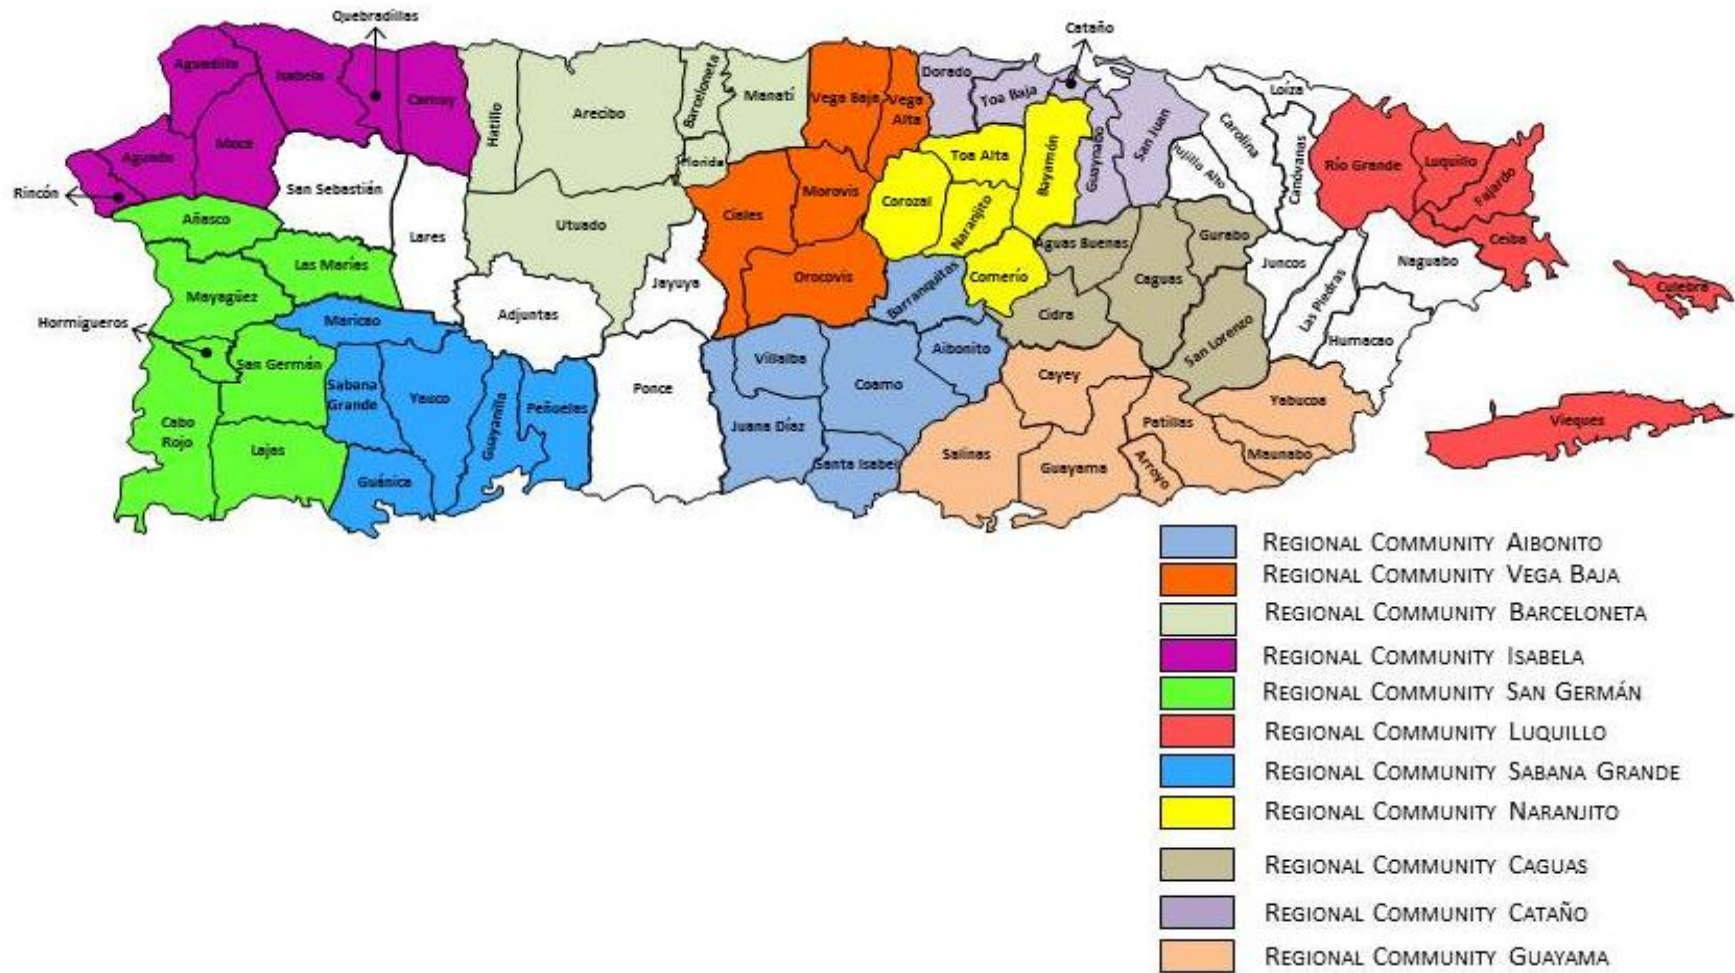 Quebradillas
Cataño
Aguadilla
Isabela
Camuy
Hatillo
Arecibo
Barceloneta
Manatí
Vega Baja
Vega
Alta
Dorado
Toa Baja
Loíza
Carolina
San Juan
Guaynabo
Bayamón
Canóvanas
Río Grande
Luquillo
Fajardo
Ceiba
Aguada
Moca
Rincón
San Sebastián
Florida
Morovis
Corozal
Toa Alta
Naranjito
Trujillo Alto
Añasco
Lares
Utuado
Ciales
Aguas Buenas
Gurabo
Las Marías
Mayagüez
Jayuya
Orocovis
Barranquitas
Comerío
Caguas
Juncos
Las Piedras
Naguabo
Culebra
Hormigueros
Maricao
Adjuntas
Cidra
San Lorenzo
Humacao
San Germán
Villalba
Aibonito
Coamo
Cayey
Sabana
Grande
Yauco
Guayanilla
Peñuelas
Ponce
Yabucoa
Cabo
Rojo
Lajas
Juana Díaz
Patillas
Vieques
Guánica
Santa Isabel
Salinas
Guayama
Arroyo
Maunabo
REGIONAL COMMUNITY AIBONITO
REGIONAL COMMUNITY VEGA BAJA
REGIONAL COMMUNITY BARCELONETA
REGIONAL COMMUNITY ISABELA
REGIONAL COMMUNITY SAN GERMÁN
REGIONAL COMMUNITY LUQUILLO
REGIONAL COMMUNITY SABANA GRANDE
REGIONAL COMMUNITY NARANJITO
REGIONAL COMMUNITY CAGUAS
REGIONAL COMMUNITY CATAÑO
REGIONAL COMMUNITY GUAYAMA